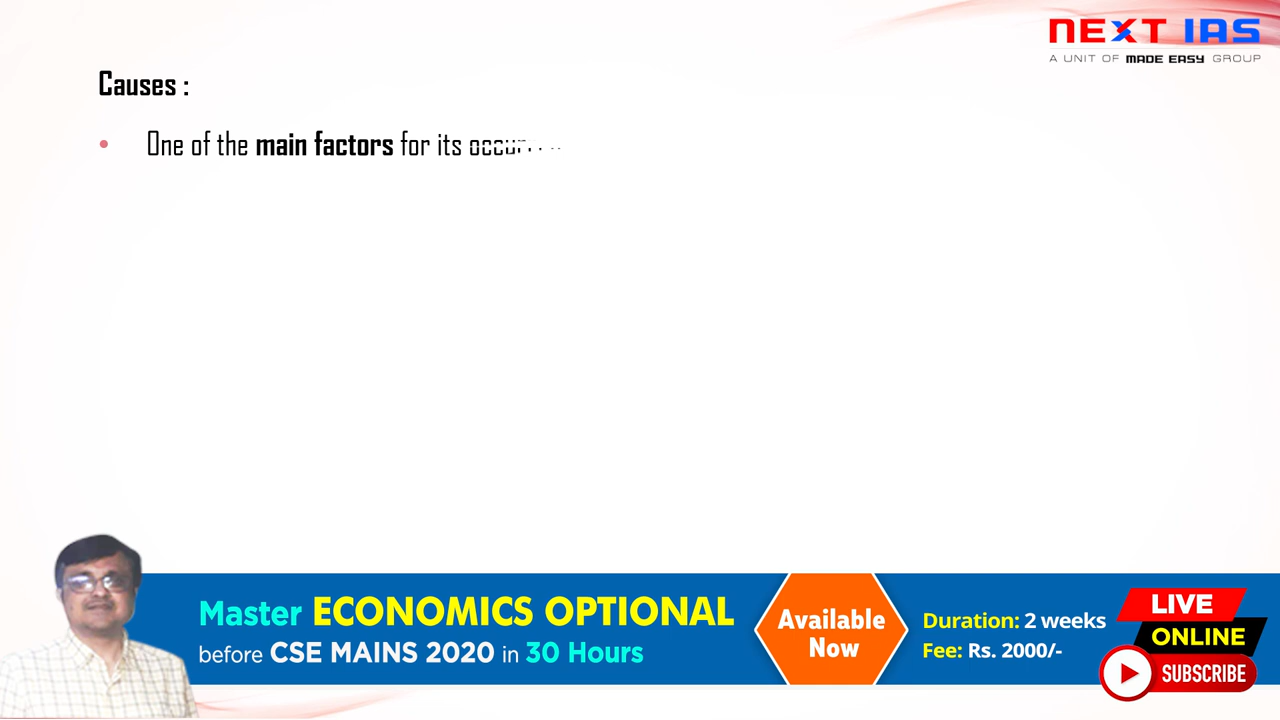 NEXT IAS
A UNIT OF MADE EASY GROUP
Causes :
• One of the main factors for its
Master ECONOMICS OPTIONAL
before CSE MAINS 2020 in 30 Hours
Available
Now
Duration: 2 weeks
Fee: Rs. 2000/-
LIVE
ONLINE
SUBSCRIBE